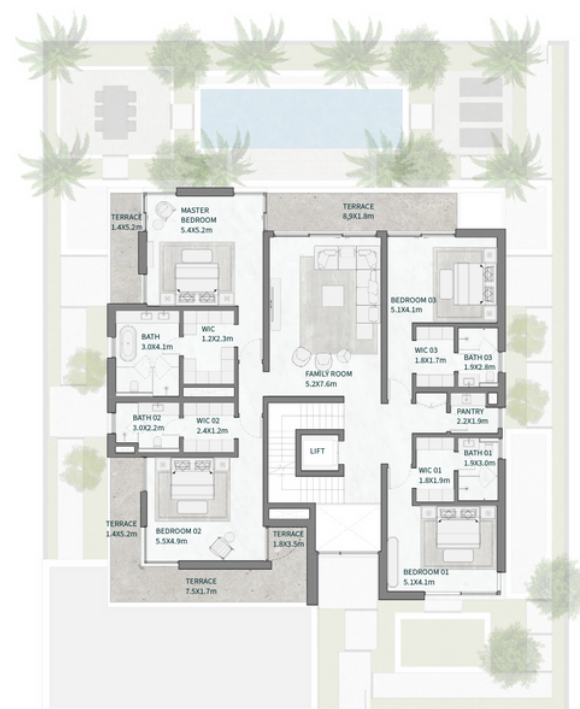 MASTER
BEDROOM
5.4X5.2m
TERRACE
1.4X5.2m
TERRACE
8.9X1.8m
BEDROOM 03
5.1X4.1m
BATH
3.0X4.1m
WIC
1.2X2.3m
WIC 03
1.8X1.7m
BATH 03
1.9X2.8m
FAMILY ROOM
5.2X7.6m
BATH 02
3.0X2.2m
WIC 02
2.4X1.2m
PANTRY
2.2X1.9m
LIFT
WIC 01
1.8X1.9m
BATH 01
1.9X3.0m
TERRACE
1.4X5.2m
BEDROOM 02
5.5X4.9m
TERRACE
1.8X3.5m
BEDROOM 01
5.1X4.1m
TERRACE
7.5X1.7m